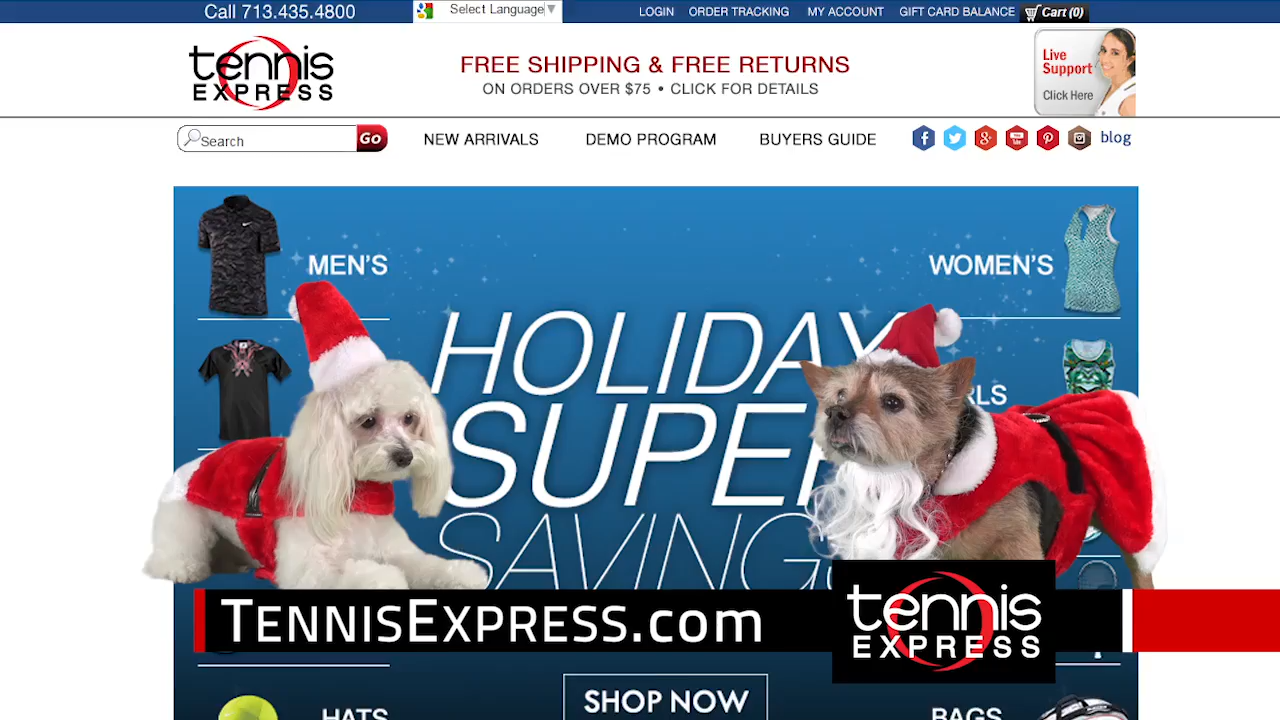 Call 713.435.4800
Select Language
LOGIN ORDER TRACKING MY ACCOUNT GIFT CARD BALANCE Cart (0)
tennis
EXPRESS
FREE SHIPPING & FREE RETURNS
ON ORDERS OVER $75 • CLICK FOR DETAILS
Live
Support
Click Here
Search Go
NEW ARRIVALS DEMO PROGRAM BUYERS GUIDE blog
MEN'S
WOMEN'S
HOLIDAY
SUPE
SAVING
RLS
TENNISEXPRESS.com
tennis
EXPRESS
SHOP NOW
HATS
BAGS